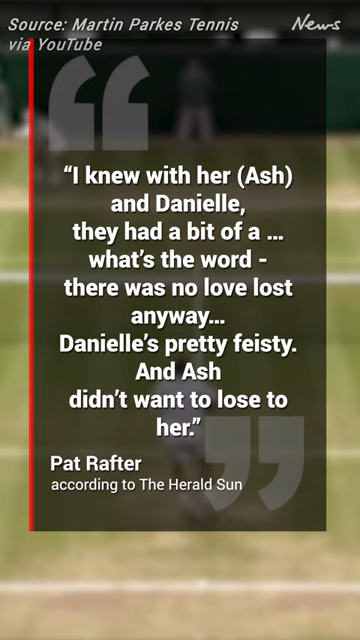 Source: Martin Parkes Tennis
via YouTube
News
“I knew with her (Ash)
and Danielle,
they had a bit of a ...
what’s the word -
there was no love lost
anyway...
Danielle’s pretty feisty.
And Ash
didn’t want to lose to
her.”
Pat Rafter
according to The Herald Sun